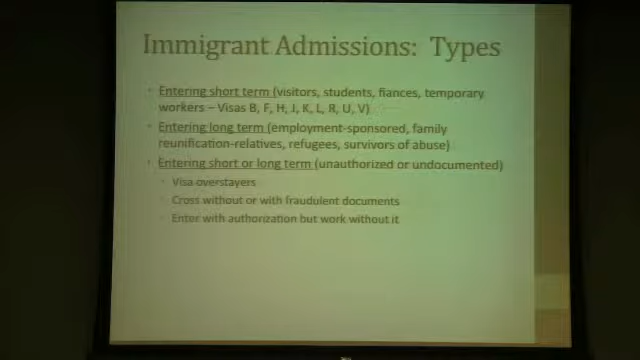 Immigrant Admissions: Types
• Entering short term (visitors, students, fiances, temporary
workers – Visas B, F, H, J, K, L, R, U, V)
• Entering long term (employment-sponsored, family
reunification-relatives, refugees, survivors of abuse)
• Entering short or long term (unauthorized or undocumented)
• Visa overstayers
• Cross without or with fraudulent documents
• Enter with authorization but work without it